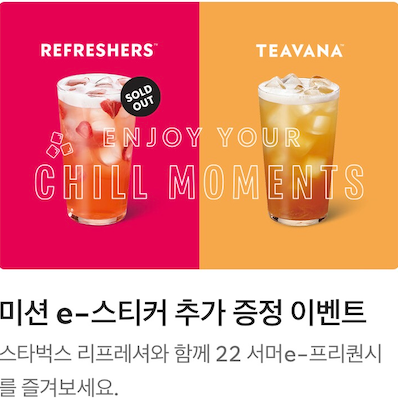 REFRESHERS™ TEAVANA™
SOLD OUT
ENJOY YOUR
CHILL MOMENTS
미션 e-스티커 추가 증정 이벤트
스타벅스 리프레셔와 함께 22 서머e-프리퀀시
를 즐겨보세요.